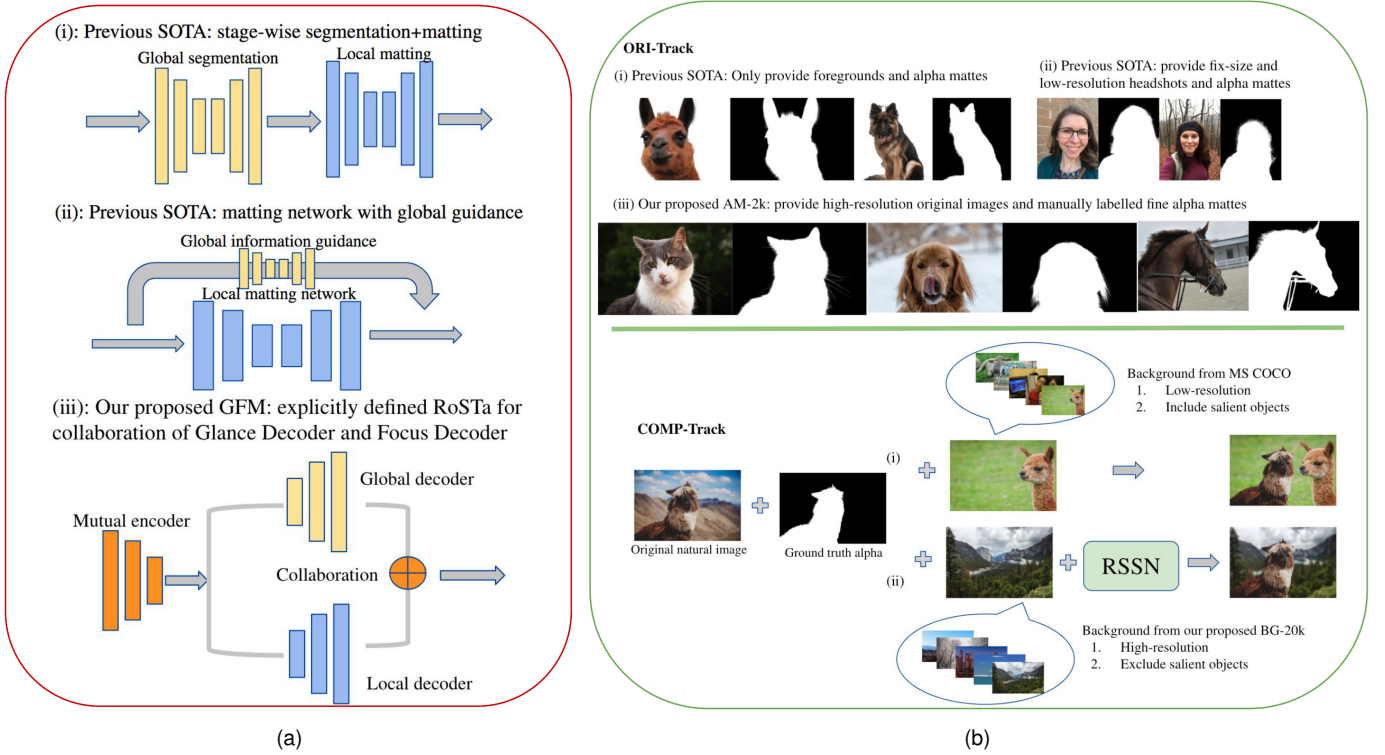 (i): Previous SOTA: stage-wise segmentation+matting
Global segmentation
Local matting
(ii): Previous SOTA: matting network with global guidance
Global information guidance
Local matting network
(iii): Our proposed GFM: explicitly defined RoSTa for
collaboration of Glance Decoder and Focus Decoder
Global decoder
Mutual encoder
Collaboration
Local decoder
(a)
ORI-Track
(i) Previous SOTA: Only provide foregrounds and alpha mattes
(ii) Previous SOTA: provide fix-size and
low-resolution headshots and alpha mattes
(iii) Our proposed AM-2k: provide high-resolution original images and manually labelled fine alpha mattes
Background from MS COCO
1. Low-resolution
2. Include salient objects
COMP-Track
(i)
Original natural image
Ground truth alpha
(ii)
RSSN
Background from our proposed BG-20k
1. High-resolution
2. Exclude salient objects
(b)